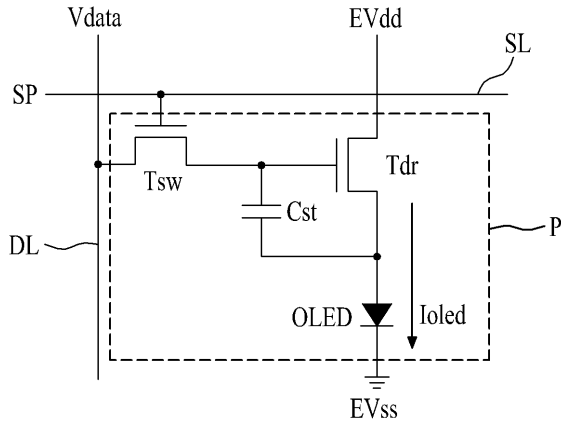 Vdata
EVdd
SL
SP
Tsw
Tdr
Cst
P
DL
OLED
Ioled
EVss